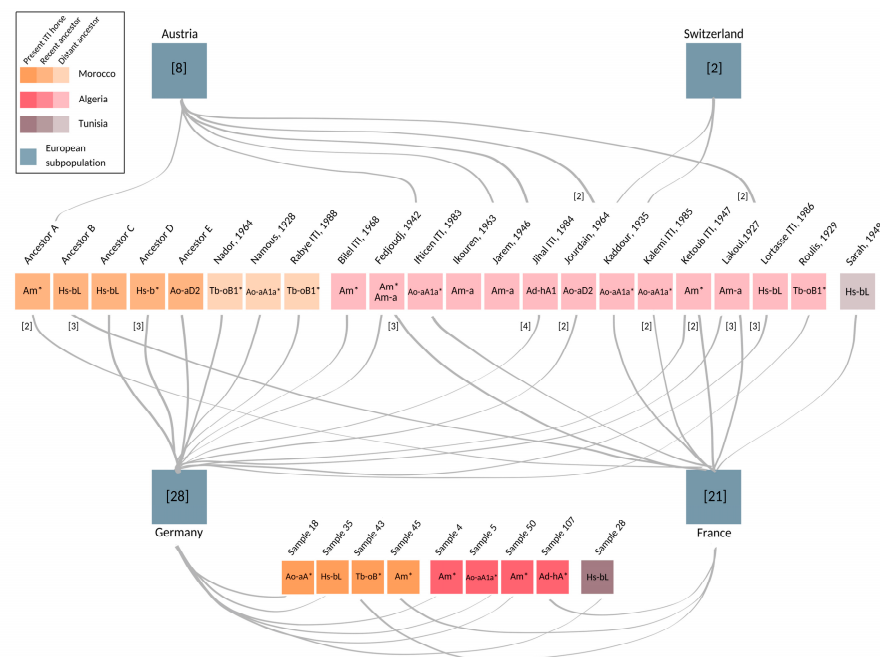 Present iTI horse
Recent ancestor
Distant ancestor
Morocco
Algeria
Tunisia
European
subpopulation
Austria
[8]
Switzerland
[2]
[2]
[2]
Ancestor A
Ancestor B
Ancestor C
Ancestor D
Ancestor E
Nador, 1964
Namous, 1928
Rabye ITI, 1988
Bilel ITI, 1968
Fedjoudj, 1942
Ifticen ITI, 1983
Ikouren, 1963
Jarem, 1946
Jihal ITI, 1984
Jourdain, 1964
Kaddour, 1935
Kalemi ITI, 1985
Ketoub ITI, 1947
Lakoul,1927
Lortasse ITI, 1986
Roulis, 1929
Sarah, 1948
Am*
Hs-bL
Hs-bL
Hs-b*
Ao-aD2
Tb-oB1*
Ao-aA1a*
Tb-oB1*
Am*
Am*
Am-a
Ao-aA1a*
Am-a
Am-a
Ad-hA1
Ao-aD2
Ao-aA1a*
Ao-aA1a*
Am*
Am-a
Hs-bL
Tb-oB1*
Hs-bL
[2]
[3]
[3]
[3]
[4]
[2]
[2]
[2]
[3]
[3]
[28]
Germany
[21]
France
Sample 18
Sample 35
Sample 43
Sample 45
Sample 4
Sample 5
Sample 50
Sample 107
Sample 28
Ao-aA*
Hs-bL
Tb-oB*
Am*
Am*
Ao-aA1a*
Am*
Ad-hA*
Hs-bL